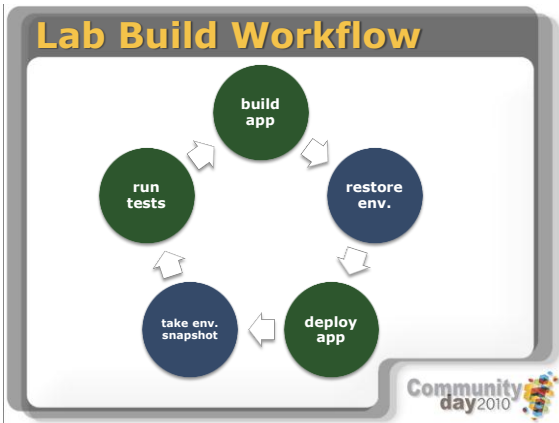 Lab Build Workflow
build
app
restore
env.
deploy
app
take env.
snapshot
run
tests
Community
day2010